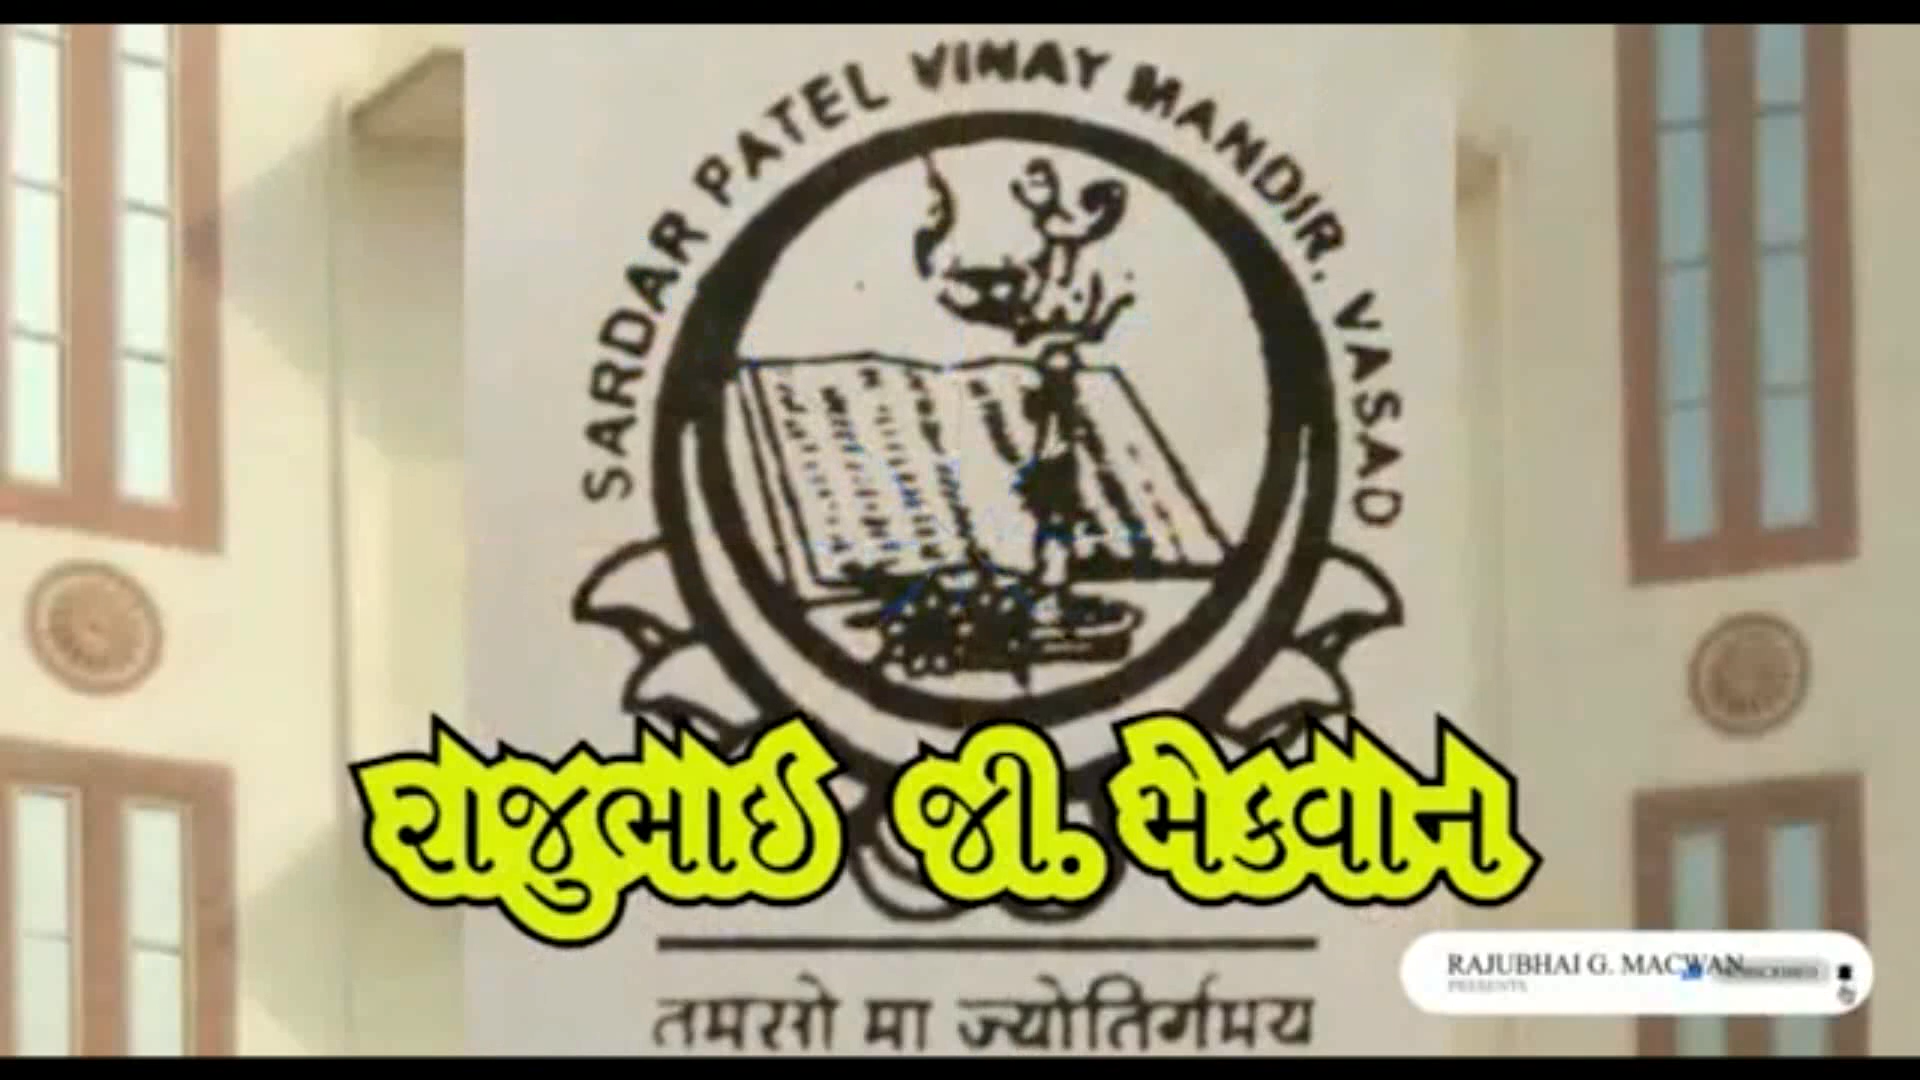 SARDAR PATEL VINAY MANDIR. VASAD
રાજુભાઈ જી. મેકવાન
RAJUBHAI G. MACWAN
PRESENTS
तमसो मा ज्योतिर्गमय